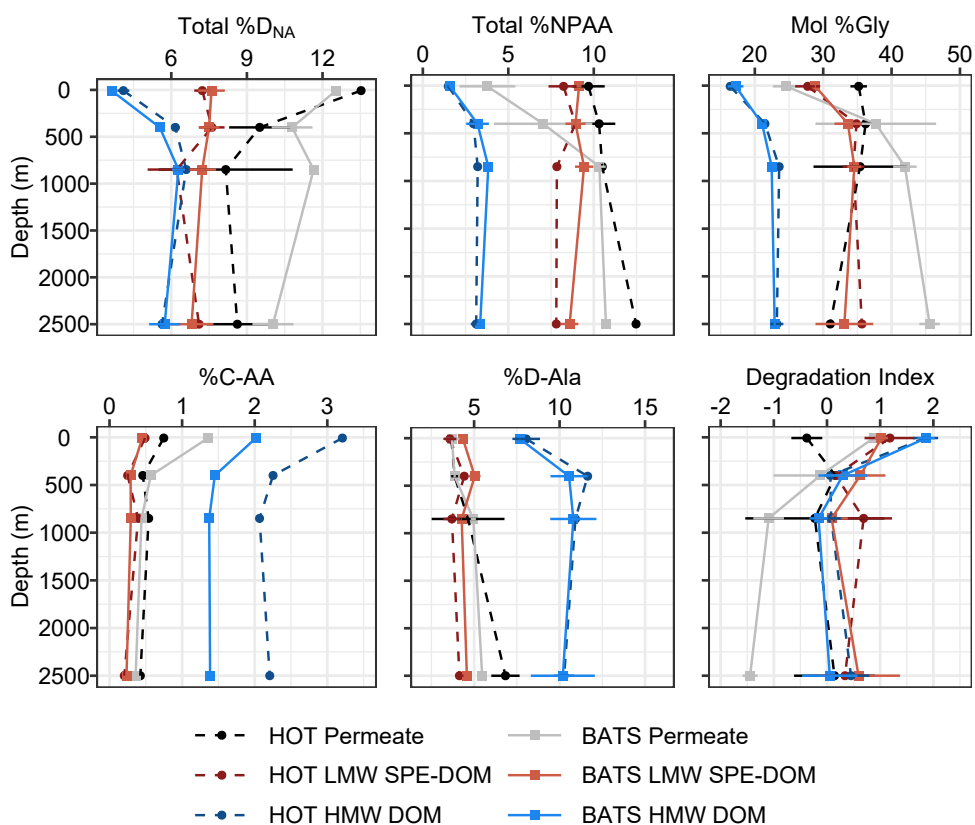 Total %D_NA Total %NPAA Mol %Gly
6 9 12 0 5 10 20 30 40 50
0
500
1000
1500
2000
2500
Depth (m)
%C-AA %D-Ala Degradation Index
0 1 2 3 5 10 15 -2 -1 0 1 2
0
500
1000
1500
2000
2500
Depth (m)
HOT Permeate BATS Permeate
HOT LMW SPE-DOM BATS LMW SPE-DOM
HOT HMW DOM BATS HMW DOM